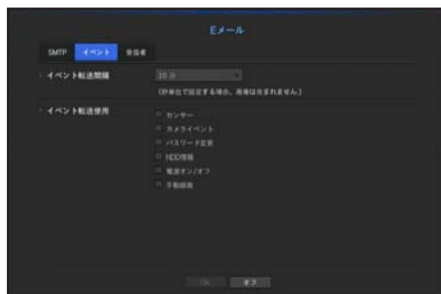 Eメール
SMTP イベント 受信者
イベント転送間隔 10 分
(秒単位で設定する場合、画像は含まれません。)
イベント転送使用 センサー
カメライベント
パスワード変更
HDD情報
電源オン/オフ
手動録画
Ok オフ